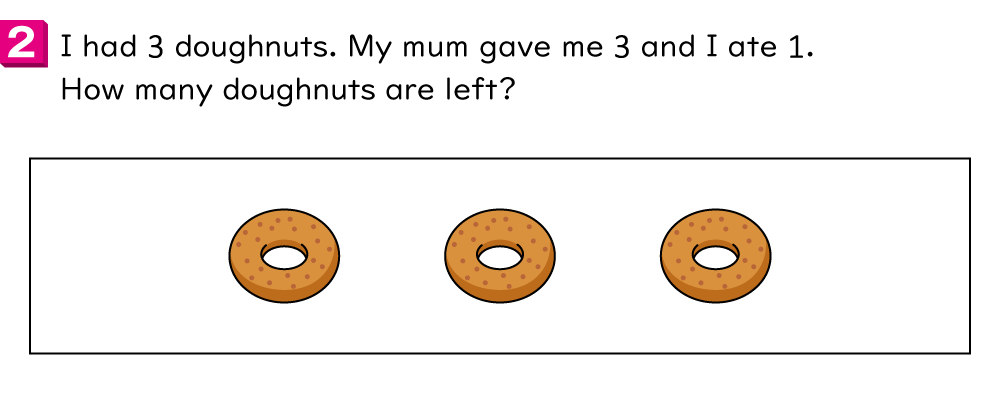 2 I had 3 doughnuts. My mum gave me 3 and I ate 1.
How many doughnuts are left?